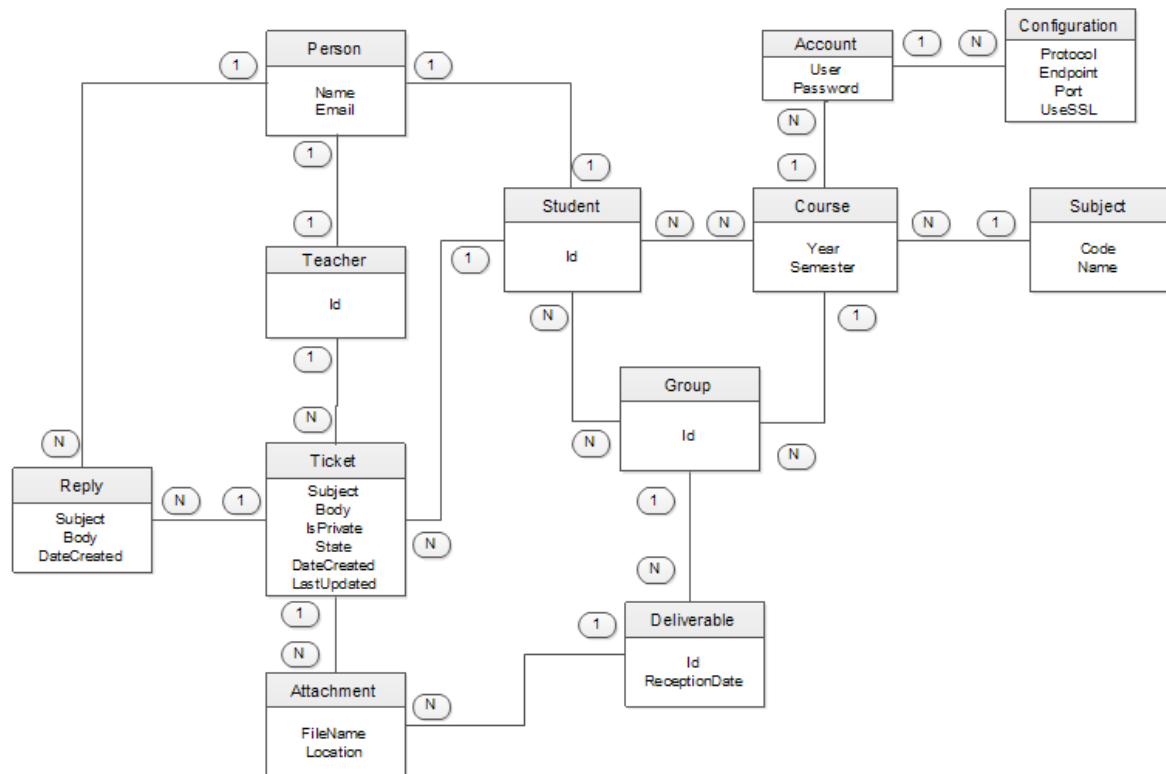 Person
Name
Email
1
1
1
1
1
Teacher
Id
1
N
Account
User
Password
1
N
Configuration
Protocol
Endpoint
Port
UseSSL
N
1
Student
Id
1
N
N
Course
Year
Semester
N
1
Subject
Code
Name
N
N
1
N
Group
Id
1
N
N
Reply
Subject
Body
DateCreated
N
1
Ticket
Subject
Body
IsPrivate
State
DateCreated
LastUpdated
N
1
N
Attachment
FileName
Location
N
1
Deliverable
Id
ReceptionDate